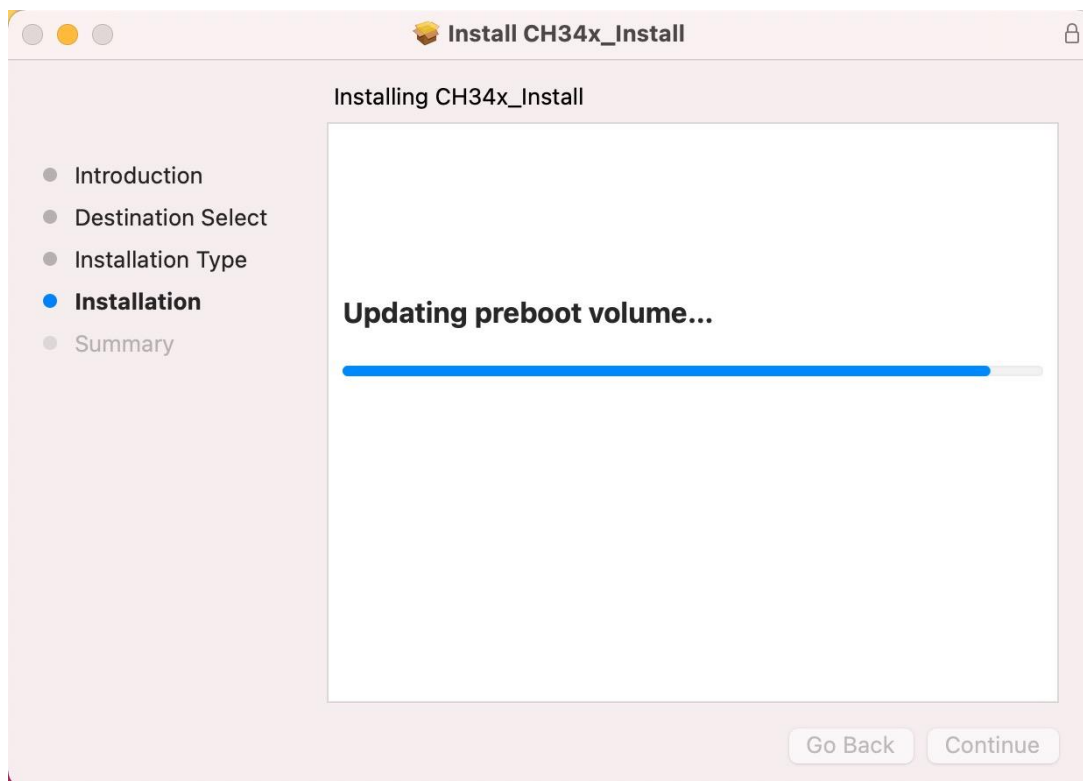 Install CH34x_Install
Installing CH34x_Install
Introduction
Destination Select
Installation Type
Installation
Summary
Updating preboot volume...
Go Back
Continue